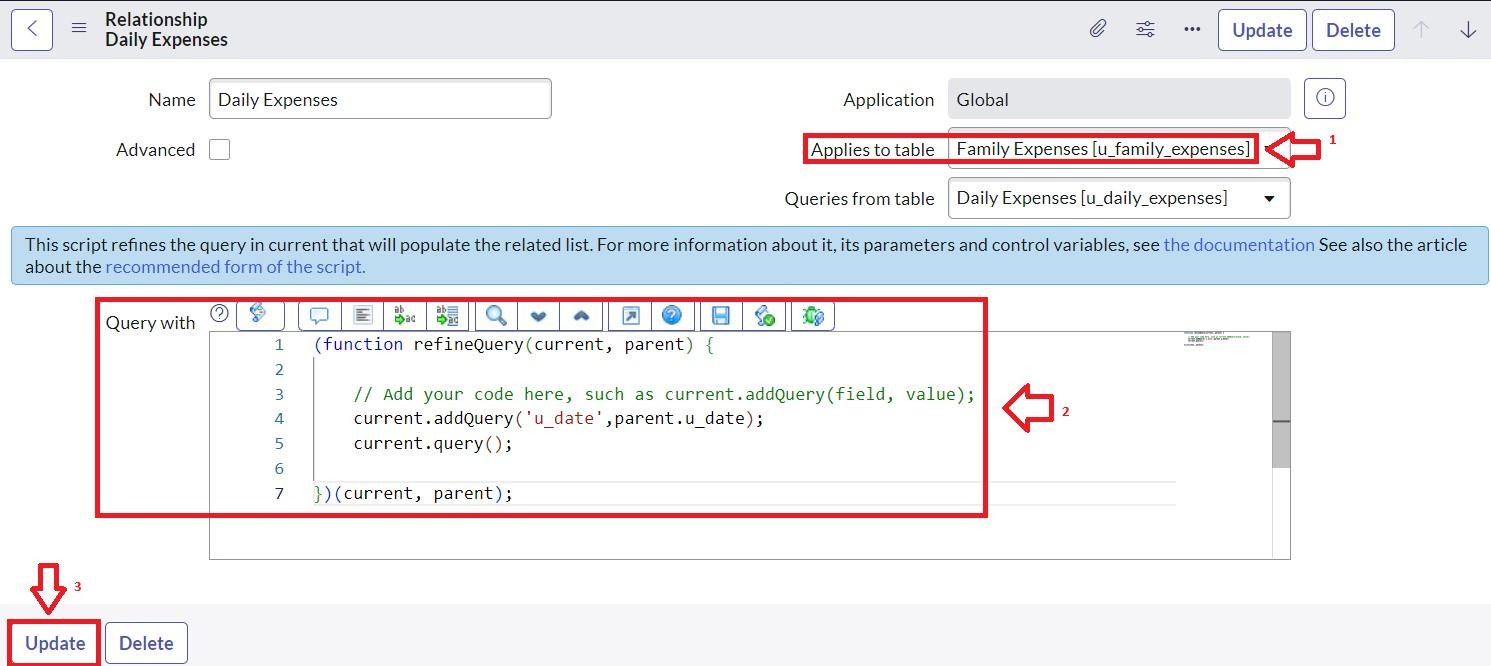 Relationship
Daily Expenses
Update
Delete
Name
Daily Expenses
Application
Global
Advanced
Applies to table
Family Expenses [u_family_expenses]
1
Queries from table
Daily Expenses [u_daily_expenses]
This script refines the query in current that will populate the related list. For more information about it, its parameters and control variables, see the documentation See also the article
about the recommended form of the script.
Query with
1 (function refineQuery(current, parent) {
2
3 // Add your code here, such as current.addQuery(field, value);
4 current.addQuery('u_date',parent.u_date);
5 current.query();
6
7 })(current, parent);
2
3
Update
Delete